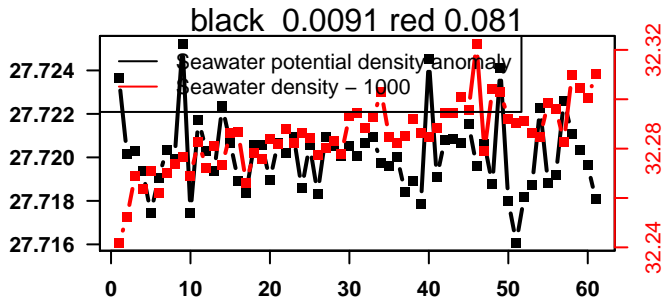 black  0.0091 red 0.081
Seawater potential density anomaly
Seawater density – 1000
27.724
27.722
27.720
27.718
27.716
32.32
32.28
32.24
0 10 20 30 40 50 60